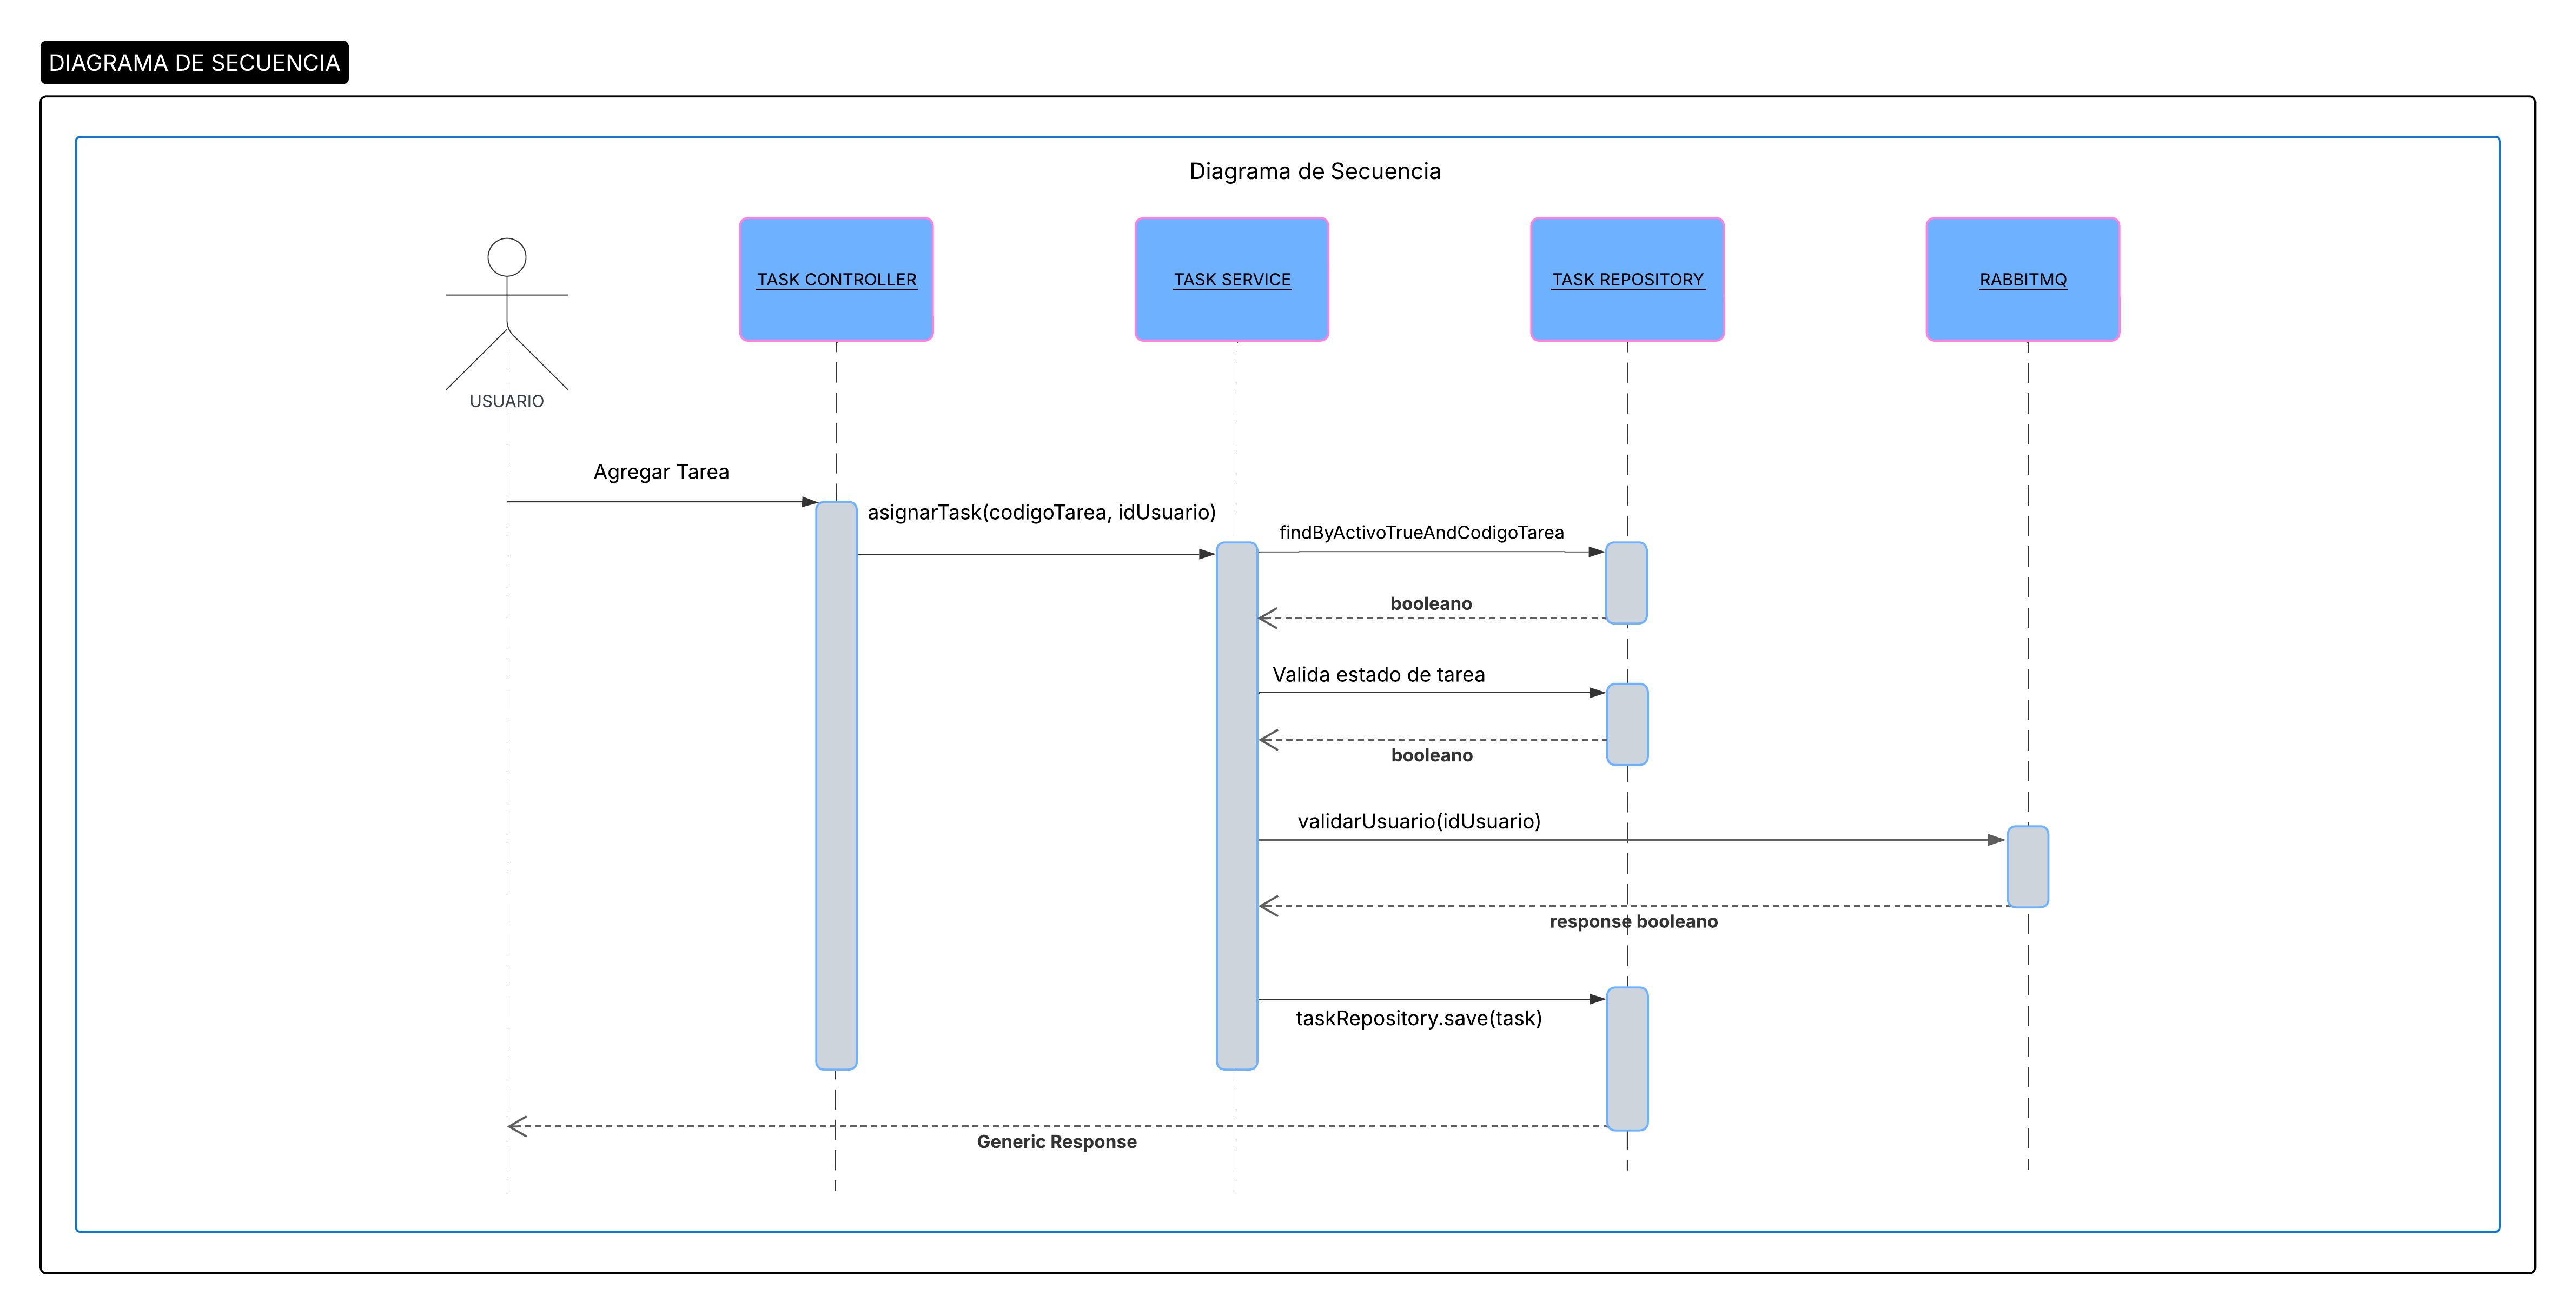 DIAGRAMA DE SECUENCIA
Diagrama de Secuencia
TASK CONTROLLER
TASK SERVICE
TASK REPOSITORY
RABBITMQ
USUARIO
Agregar Tarea
asignarTask(codigoTarea, idUsuario)
findByActivoTrueAndCodigoTarea
booleano
Valida estado de tarea
booleano
validarUsuario(idUsuario)
response booleano
taskRepository.save(task)
Generic Response